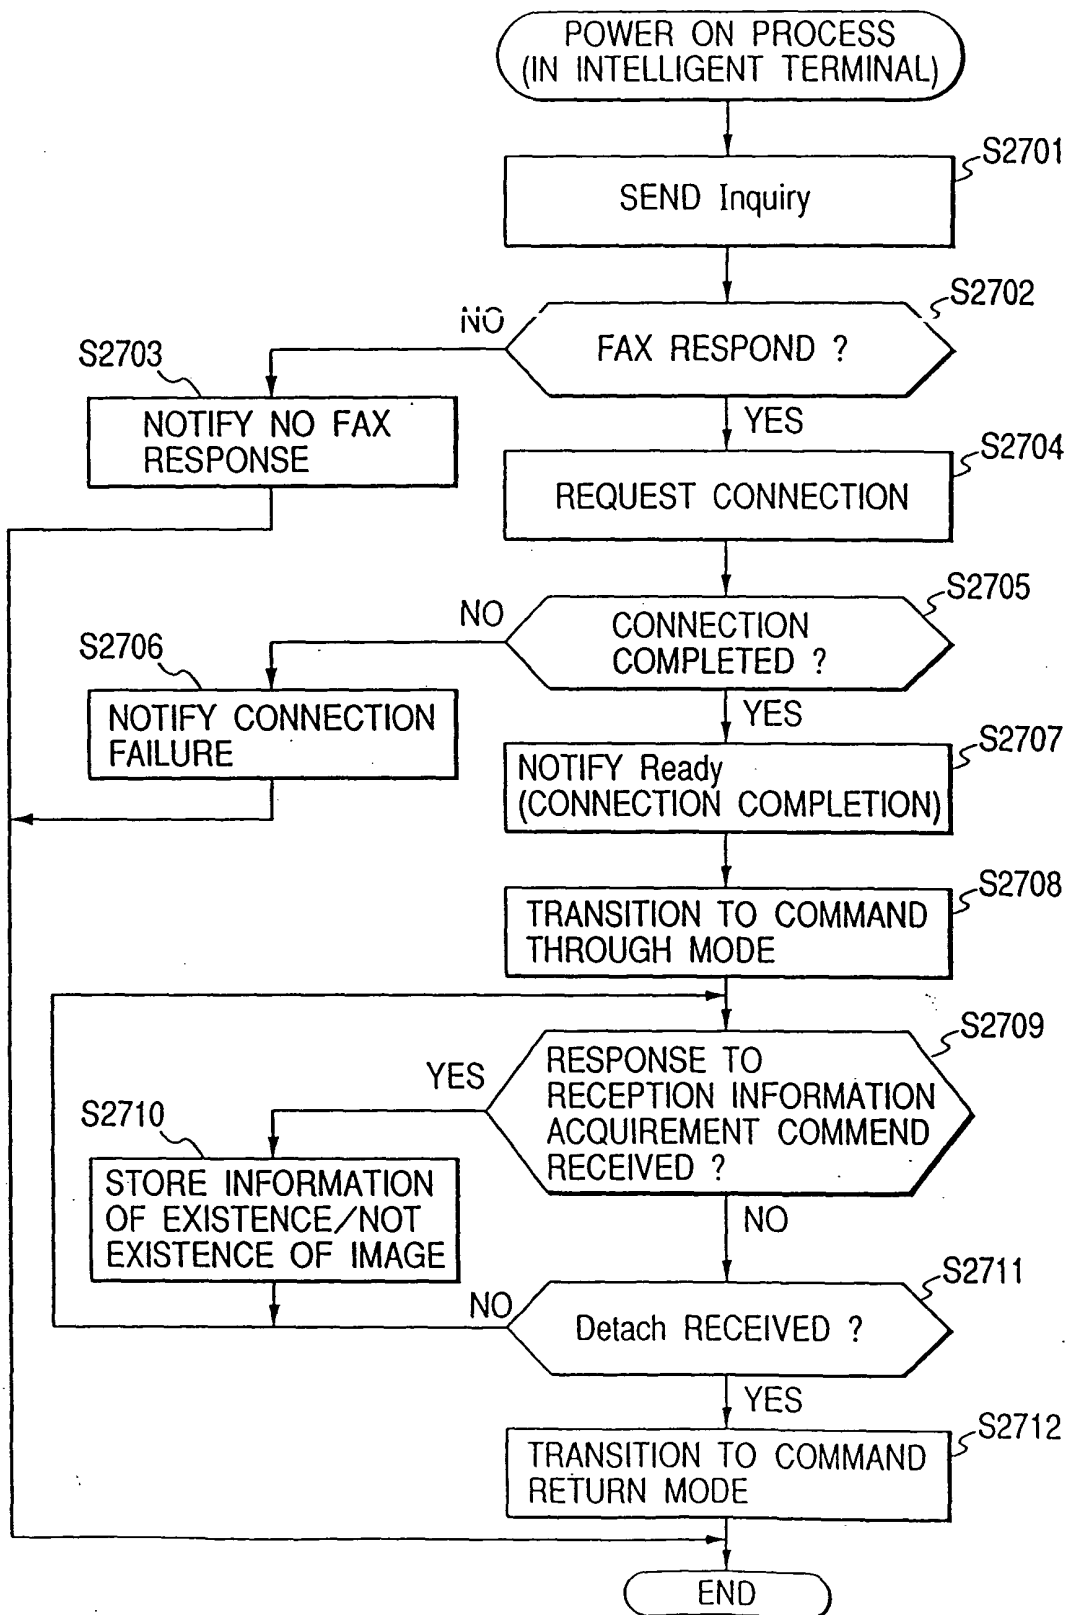 POWER ON PROCESS
(IN INTELLIGENT TERMINAL)
S2701
SEND Inquiry
S2702
NO
FAX RESPOND ?
S2703
NOTIFY NO FAX
RESPONSE
YES
S2704
REQUEST CONNECTION
S2705
NO
CONNECTION
COMPLETED ?
S2706
NOTIFY CONNECTION
FAILURE
YES
S2707
NOTIFY Ready
(CONNECTION COMPLETION)
S2708
TRANSITION TO COMMAND
THROUGH MODE
S2709
YES
RESPONSE TO
RECEPTION INFORMATION
ACQUIREMENT COMMEND
RECEIVED ?
S2710
STORE INFORMATION
OF EXISTENCE/NOT
EXISTENCE OF IMAGE
NO
S2711
NO
Detach RECEIVED ?
YES
S2712
TRANSITION TO COMMAND
RETURN MODE
END